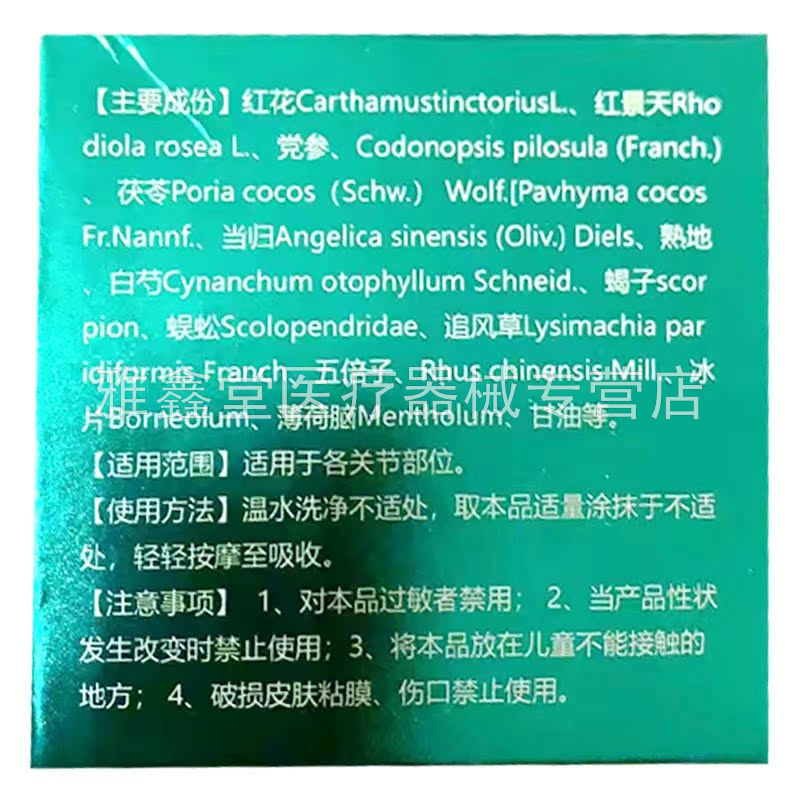 【主要成份】红花CarthamustinctoriusL.、红景天Rho
diola rosea L.、党参、Codonopsis pilosula (Franch.)
、茯苓Poria cocos（Schw.） Wolf.[Pavhyma cocos
Fr.Nannf.、当归Angelica sinensis (Oliv.) Diels、熟地
、白芍Cynanchum otophyllum Schneid.、蝎子scor
pion、蜈蚣Scolopendridae、追风草Lysimachia par
idiformis Franch、五倍子、Rhus chinensis Mill、冰
片Borneolum、薄荷脑Mentholum、甘油等。
雅鑫堂医疗器械专营店
【适用范围】适用于各关节部位。
【使用方法】温水洗净不适处，取本品适量涂抹于不适
处，轻轻按摩至吸收。
【注意事项】 1、对本品过敏者禁用； 2、当产品性状
发生改变时禁止使用；3、将本品放在儿童不能接触的
地方； 4、破损皮肤粘膜、伤口禁止使用。